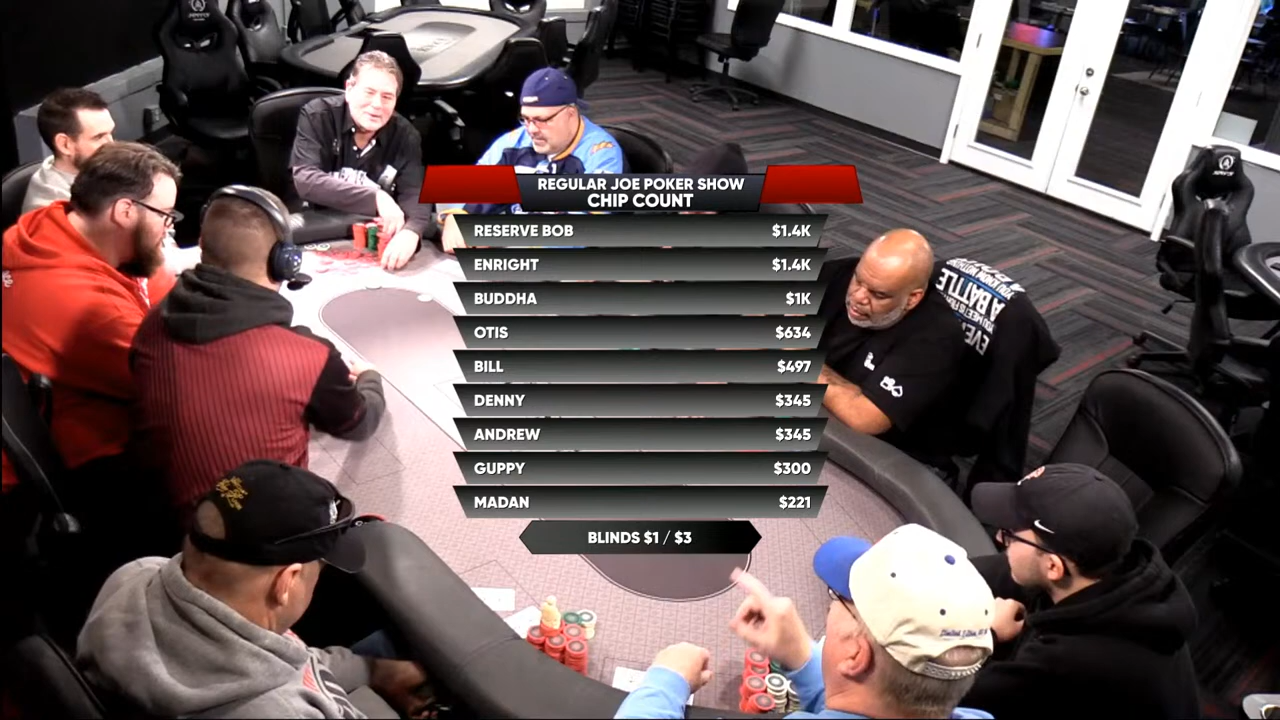 REGULAR JOE POKER SHOW
CHIP COUNT
RESERVE BOB $1.4K
ENRIGHT $1.4K
BUDDHA $1K
OTIS $634
BILL $497
DENNY $345
ANDREW $345
GUPPY $300
MADAN $221
BLINDS $1 / $3
A BATTLE